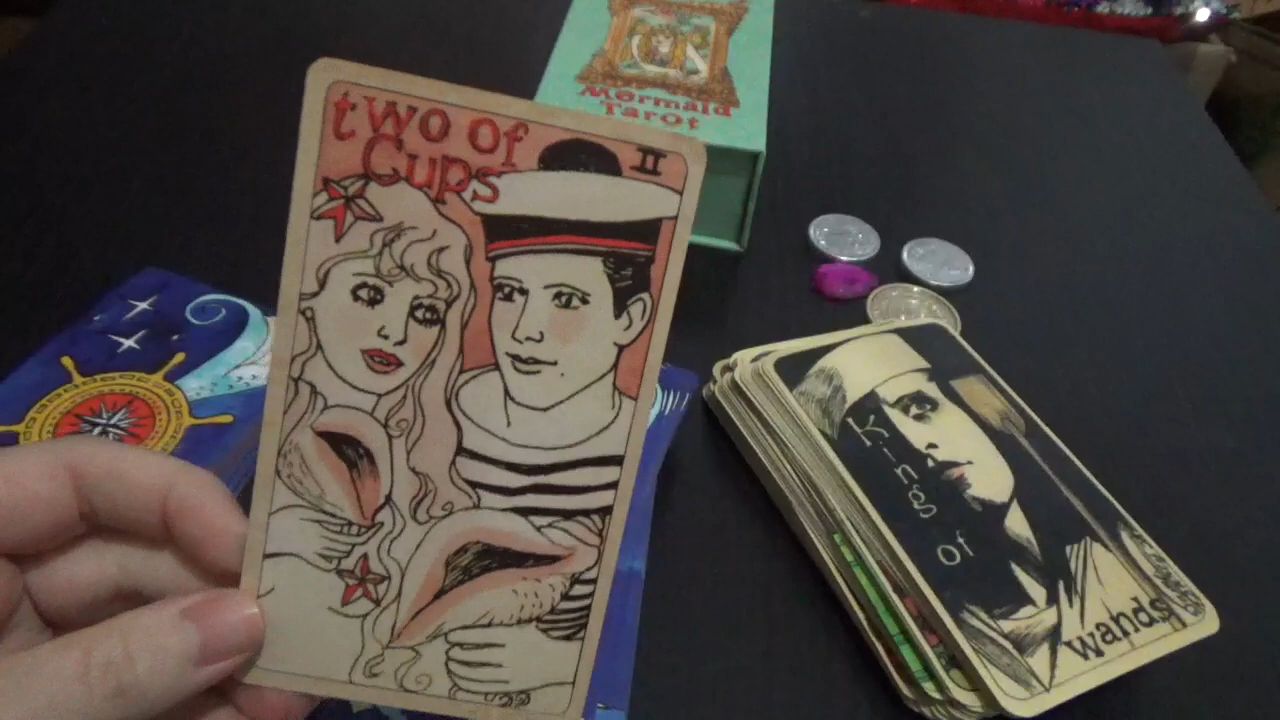 two of
Cups
II
Mermaid
Tarot
King
of
wands